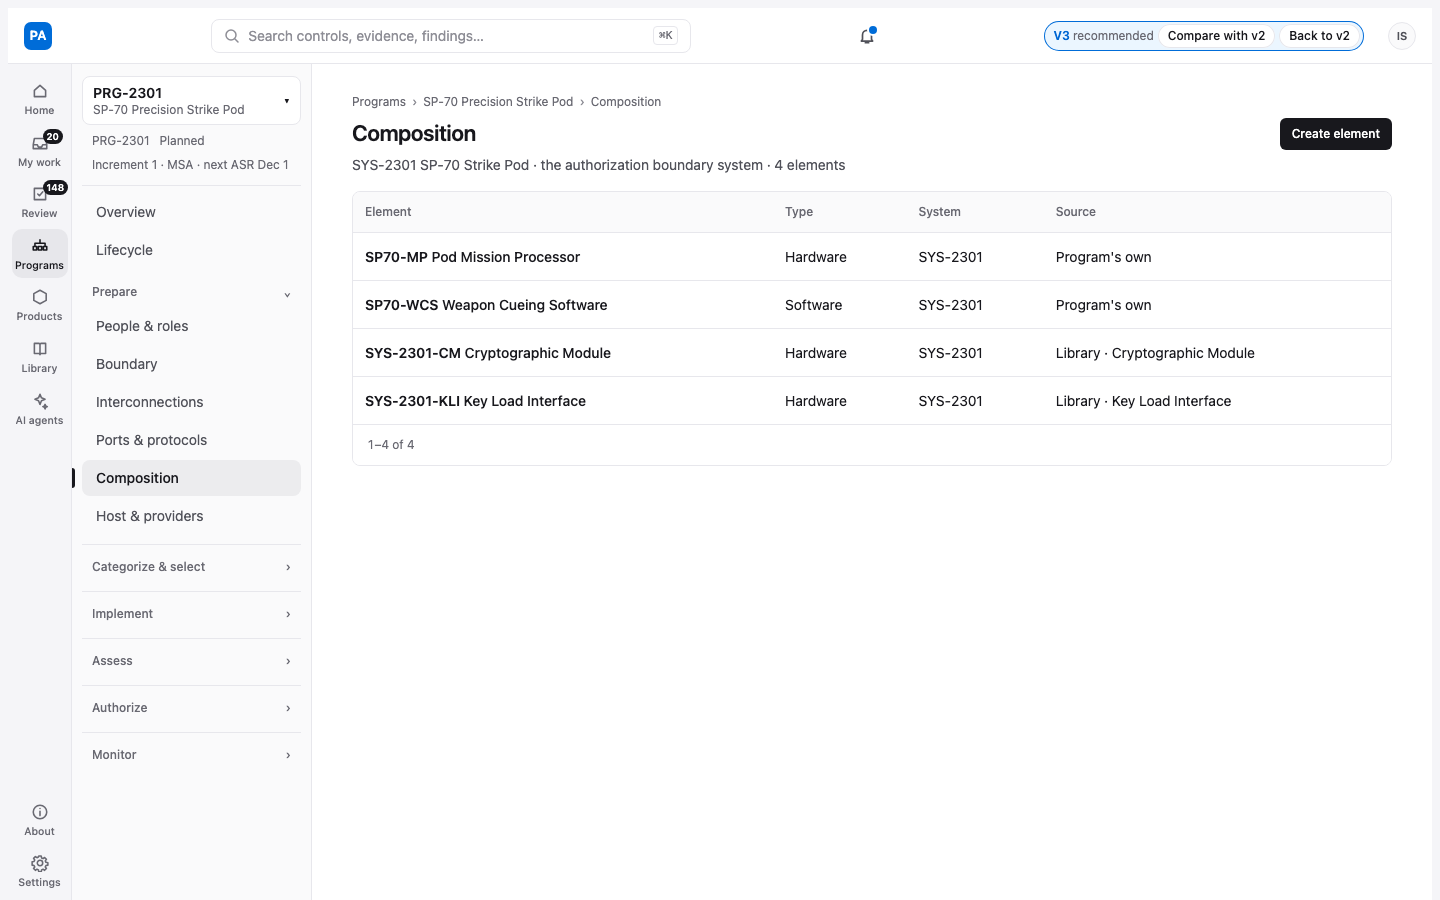 PA
Search controls, evidence, findings...
⌘K
V3 recommended
Compare with v2
Back to v2
IS
Home
20
My work
148
Review
Programs
Products
Library
AI agents
About
Settings
PRG-2301
SP-70 Precision Strike Pod
PRG-2301 Planned
Increment 1 · MSA · next ASR Dec 1
Overview
Lifecycle
Prepare
People & roles
Boundary
Interconnections
Ports & protocols
Composition
Host & providers
Categorize & select
Implement
Assess
Authorize
Monitor
Programs › SP-70 Precision Strike Pod › Composition
Composition
Create element
SYS-2301 SP-70 Strike Pod · the authorization boundary system · 4 elements
Element Type System Source
SP70-MP Pod Mission Processor Hardware SYS-2301 Program's own
SP70-WCS Weapon Cueing Software Software SYS-2301 Program's own
SYS-2301-CM Cryptographic Module Hardware SYS-2301 Library · Cryptographic Module
SYS-2301-KLI Key Load Interface Hardware SYS-2301 Library · Key Load Interface
1–4 of 4